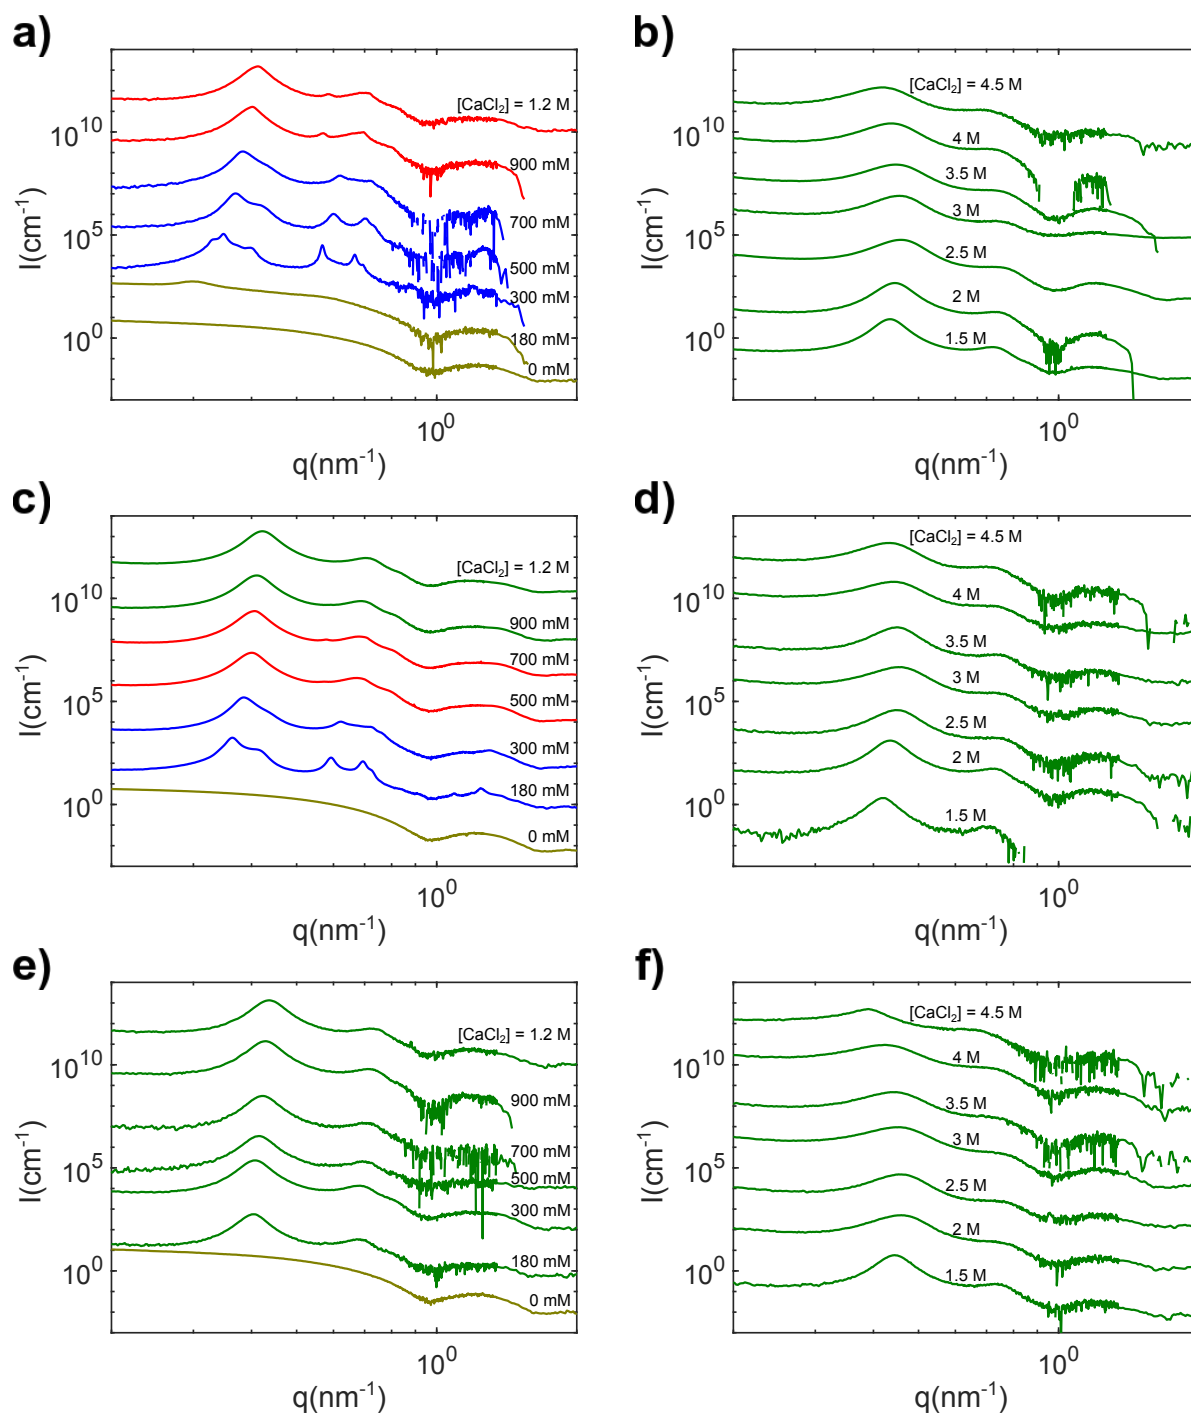 a)
[CaCl2] = 1.2 M
900 mM
700 mM
500 mM
300 mM
180 mM
0 mM
10^10
10^5
10^0
I(cm^-1)
10^0
q(nm^-1)
b)
[CaCl2] = 4.5 M
4 M
3.5 M
3 M
2.5 M
2 M
1.5 M
10^10
10^5
10^0
I(cm^-1)
10^0
q(nm^-1)
c)
[CaCl2] = 1.2 M
900 mM
700 mM
500 mM
300 mM
180 mM
0 mM
10^10
10^5
10^0
I(cm^-1)
10^0
q(nm^-1)
d)
[CaCl2] = 4.5 M
4 M
3.5 M
3 M
2.5 M
2 M
1.5 M
10^10
10^5
10^0
I(cm^-1)
10^0
q(nm^-1)
e)
[CaCl2] = 1.2 M
900 mM
700 mM
500 mM
300 mM
180 mM
0 mM
10^10
10^5
10^0
I(cm^-1)
10^0
q(nm^-1)
f)
[CaCl2] = 4.5 M
4 M
3.5 M
3 M
2.5 M
2 M
1.5 M
10^10
10^5
10^0
I(cm^-1)
10^0
q(nm^-1)